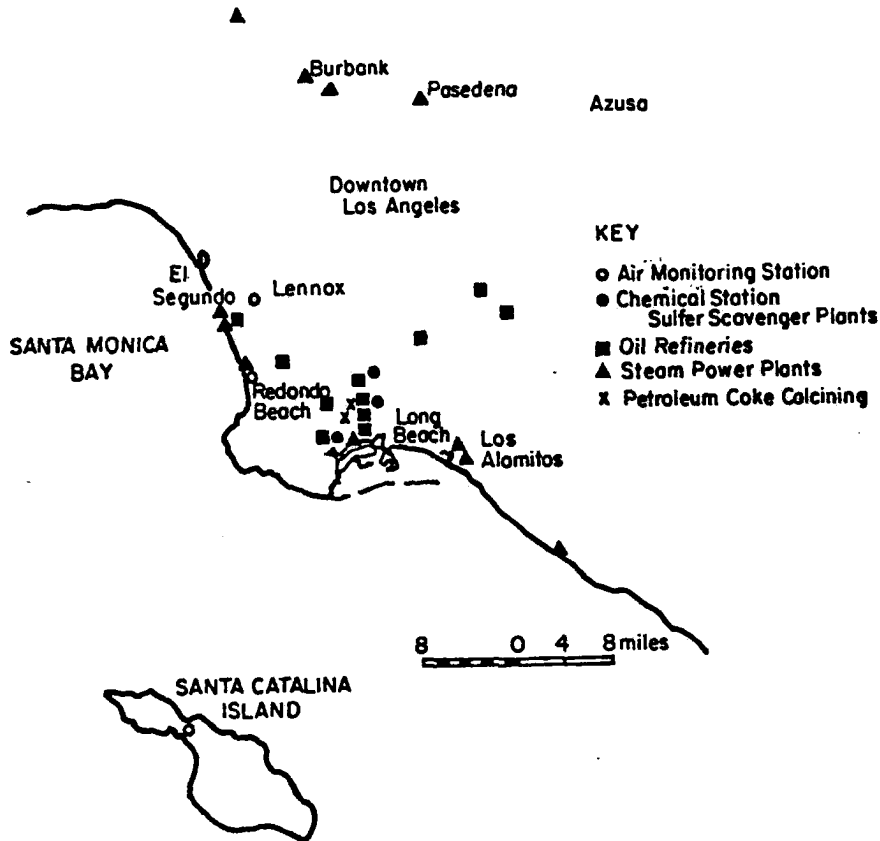 Burbank
Pasedena
Azusa
Downtown
Los Angeles
KEY
Air Monitoring Station
Chemical Station
Sulfer Scavenger Plants
Oil Refineries
Steam Power Plants
x Petroleum Coke Calcining
El
Segundo
Lennox
SANTA MONICA
BAY
Redondo
Beach
Long
Beach
Los
Alamitos
8 0 4 8 miles
SANTA CATALINA
ISLAND